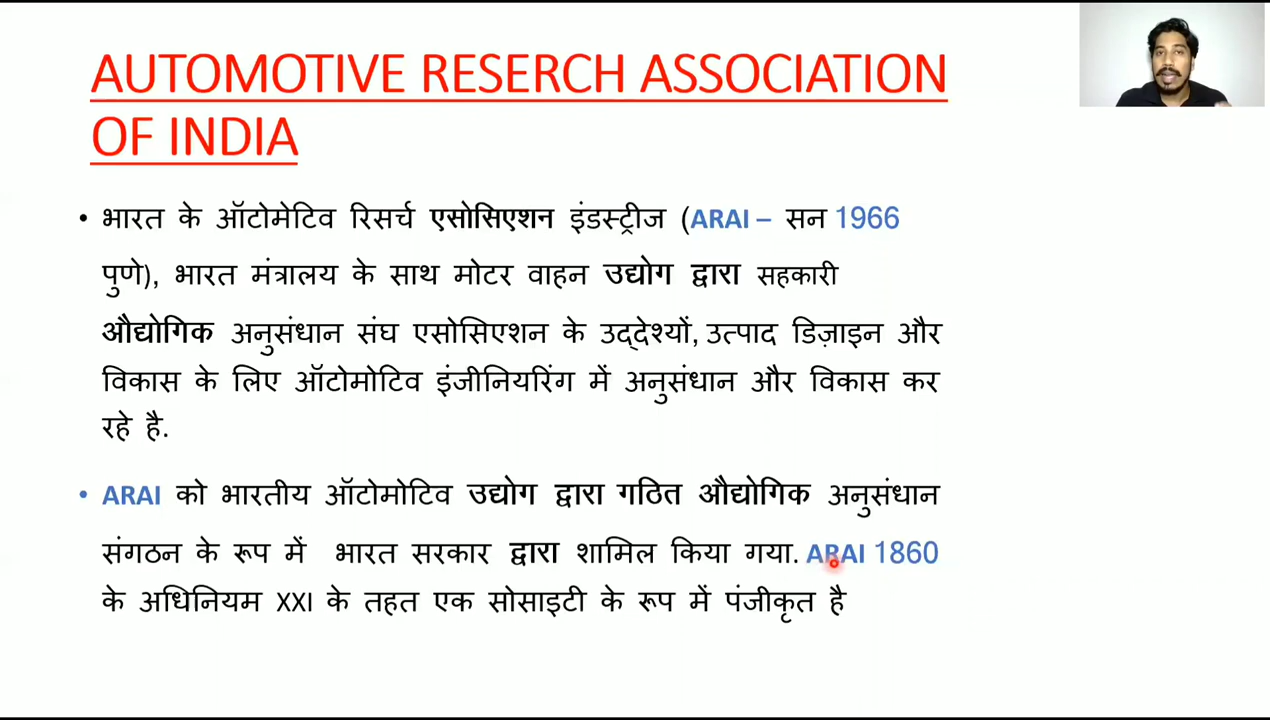 AUTOMOTIVE RESERCH ASSOCIATION
OF INDIA
• भारत के ऑटोमेटिव रिसर्च एसोसिएशन इंडस्ट्रीज (ARAI – सन 1966
पुणे), भारत मंत्रालय के साथ मोटर वाहन उद्योग द्वारा सहकारी
औद्योगिक अनुसंधान संघ एसोसिएशन के उद्देश्यों, उत्पाद डिज़ाइन और
विकास के लिए ऑटोमोटिव इंजीनियरिंग में अनुसंधान और विकास कर
रहे है.
• ARAI को भारतीय ऑटोमोटिव उद्योग द्वारा गठित औद्योगिक अनुसंधान
संगठन के रूप में भारत सरकार द्वारा शामिल किया गया. ARAI 1860
के अधिनियम XXI के तहत एक सोसाइटी के रूप में पंजीकृत है